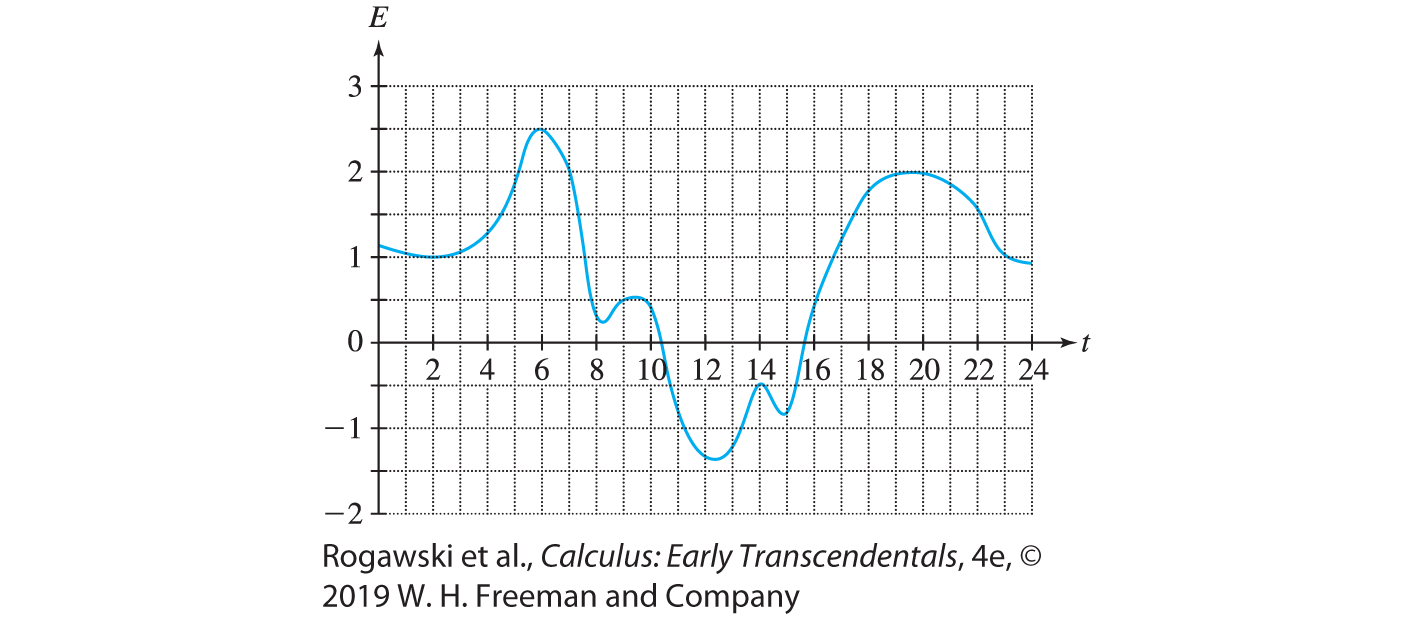 E
3
2
1
0
2 4 6 8 10 12 14 16 18 20 22 24 t
−1
−2
Rogawski et al., Calculus: Early Transcendentals, 4e, ©
2019 W. H. Freeman and Company